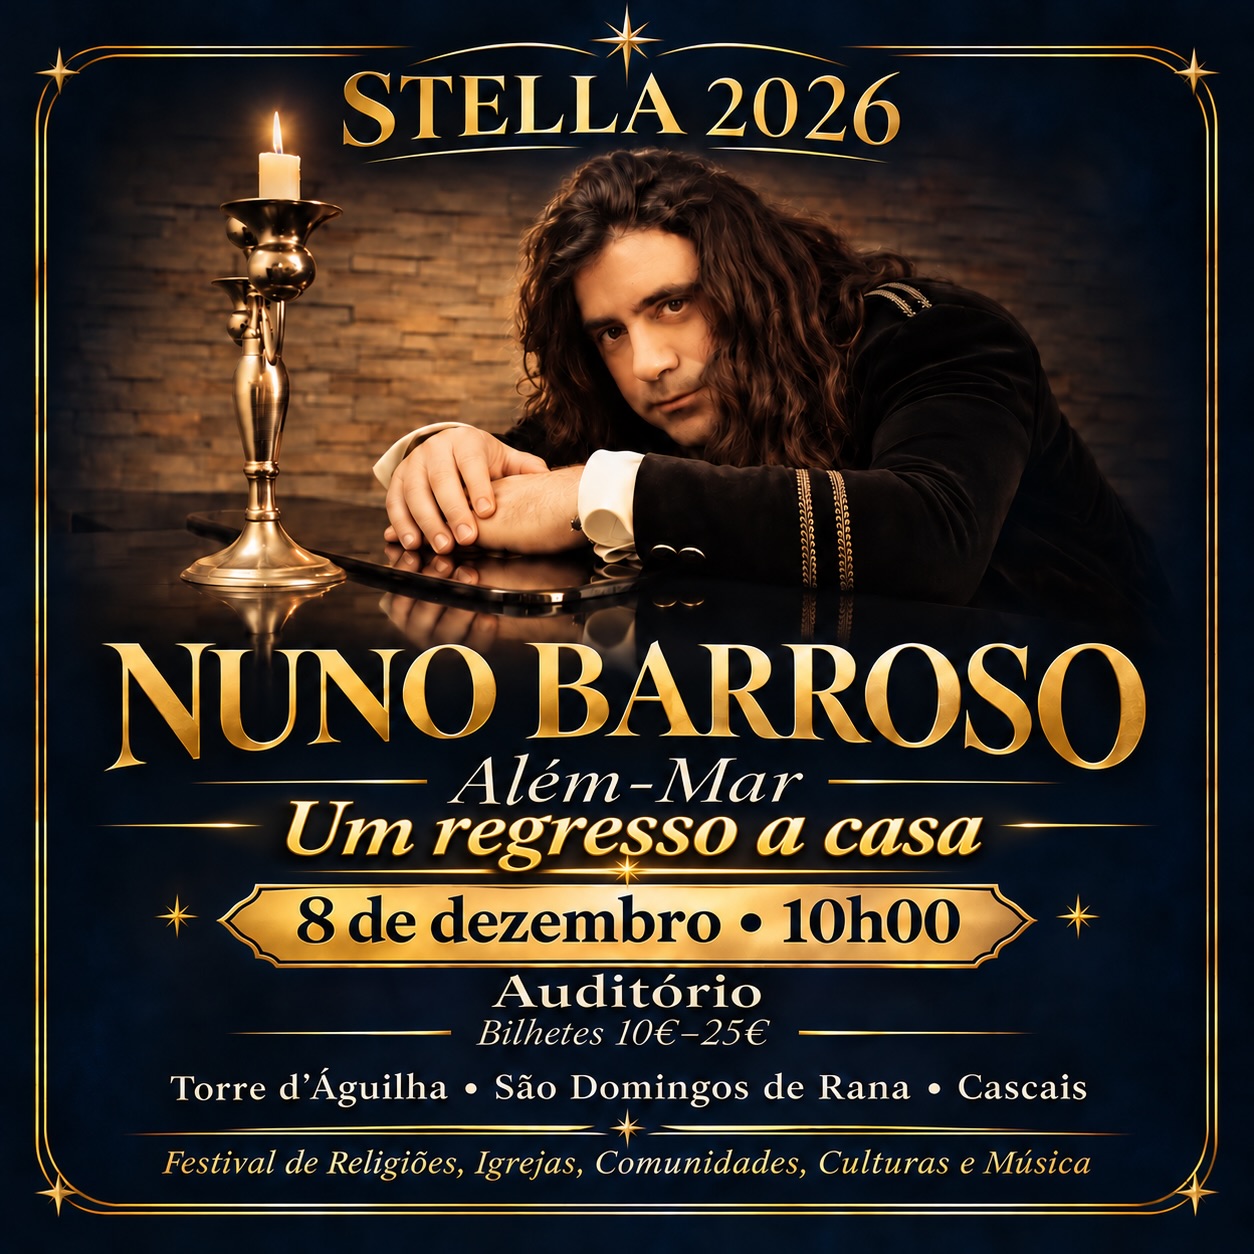 STELLA 2026
NUNO BARROSO
Além-Mar
Um regresso a casa
8 de dezembro • 10h00
Auditório
Bilhetes 10€–25€
Torre d’Águilha • São Domingos de Rana • Cascais
Festival de Religiões, Igrejas, Comunidades, Culturas e Música